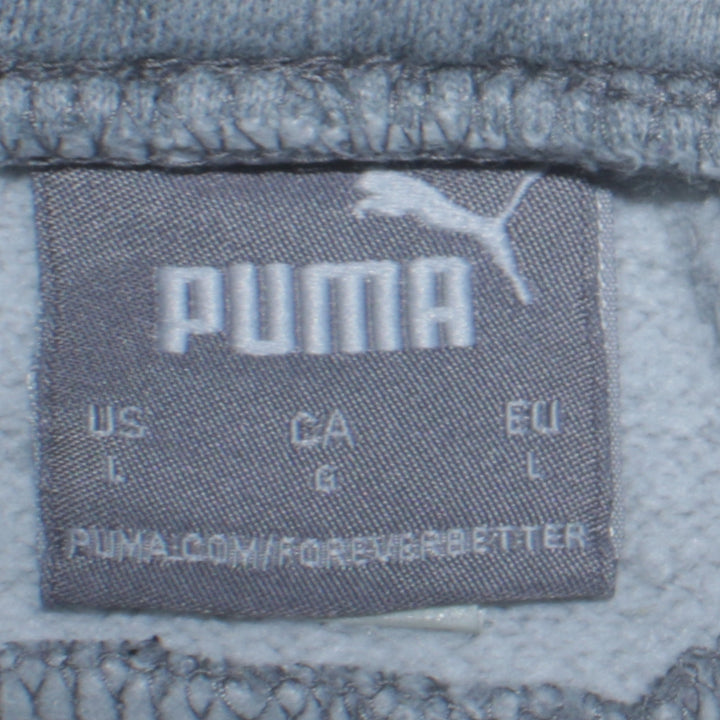 PUMA
US CA EU
L G L
PUMA.COM/FOREVERBETTER